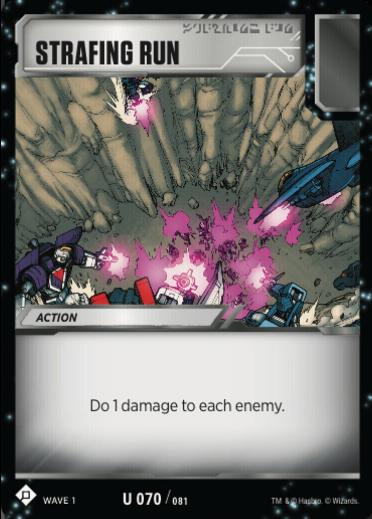 STRAFING RUN
ACTION
Do 1 damage to each enemy.
WAVE 1
U 070 / 081
TM & © Hasbro. © Wizards.